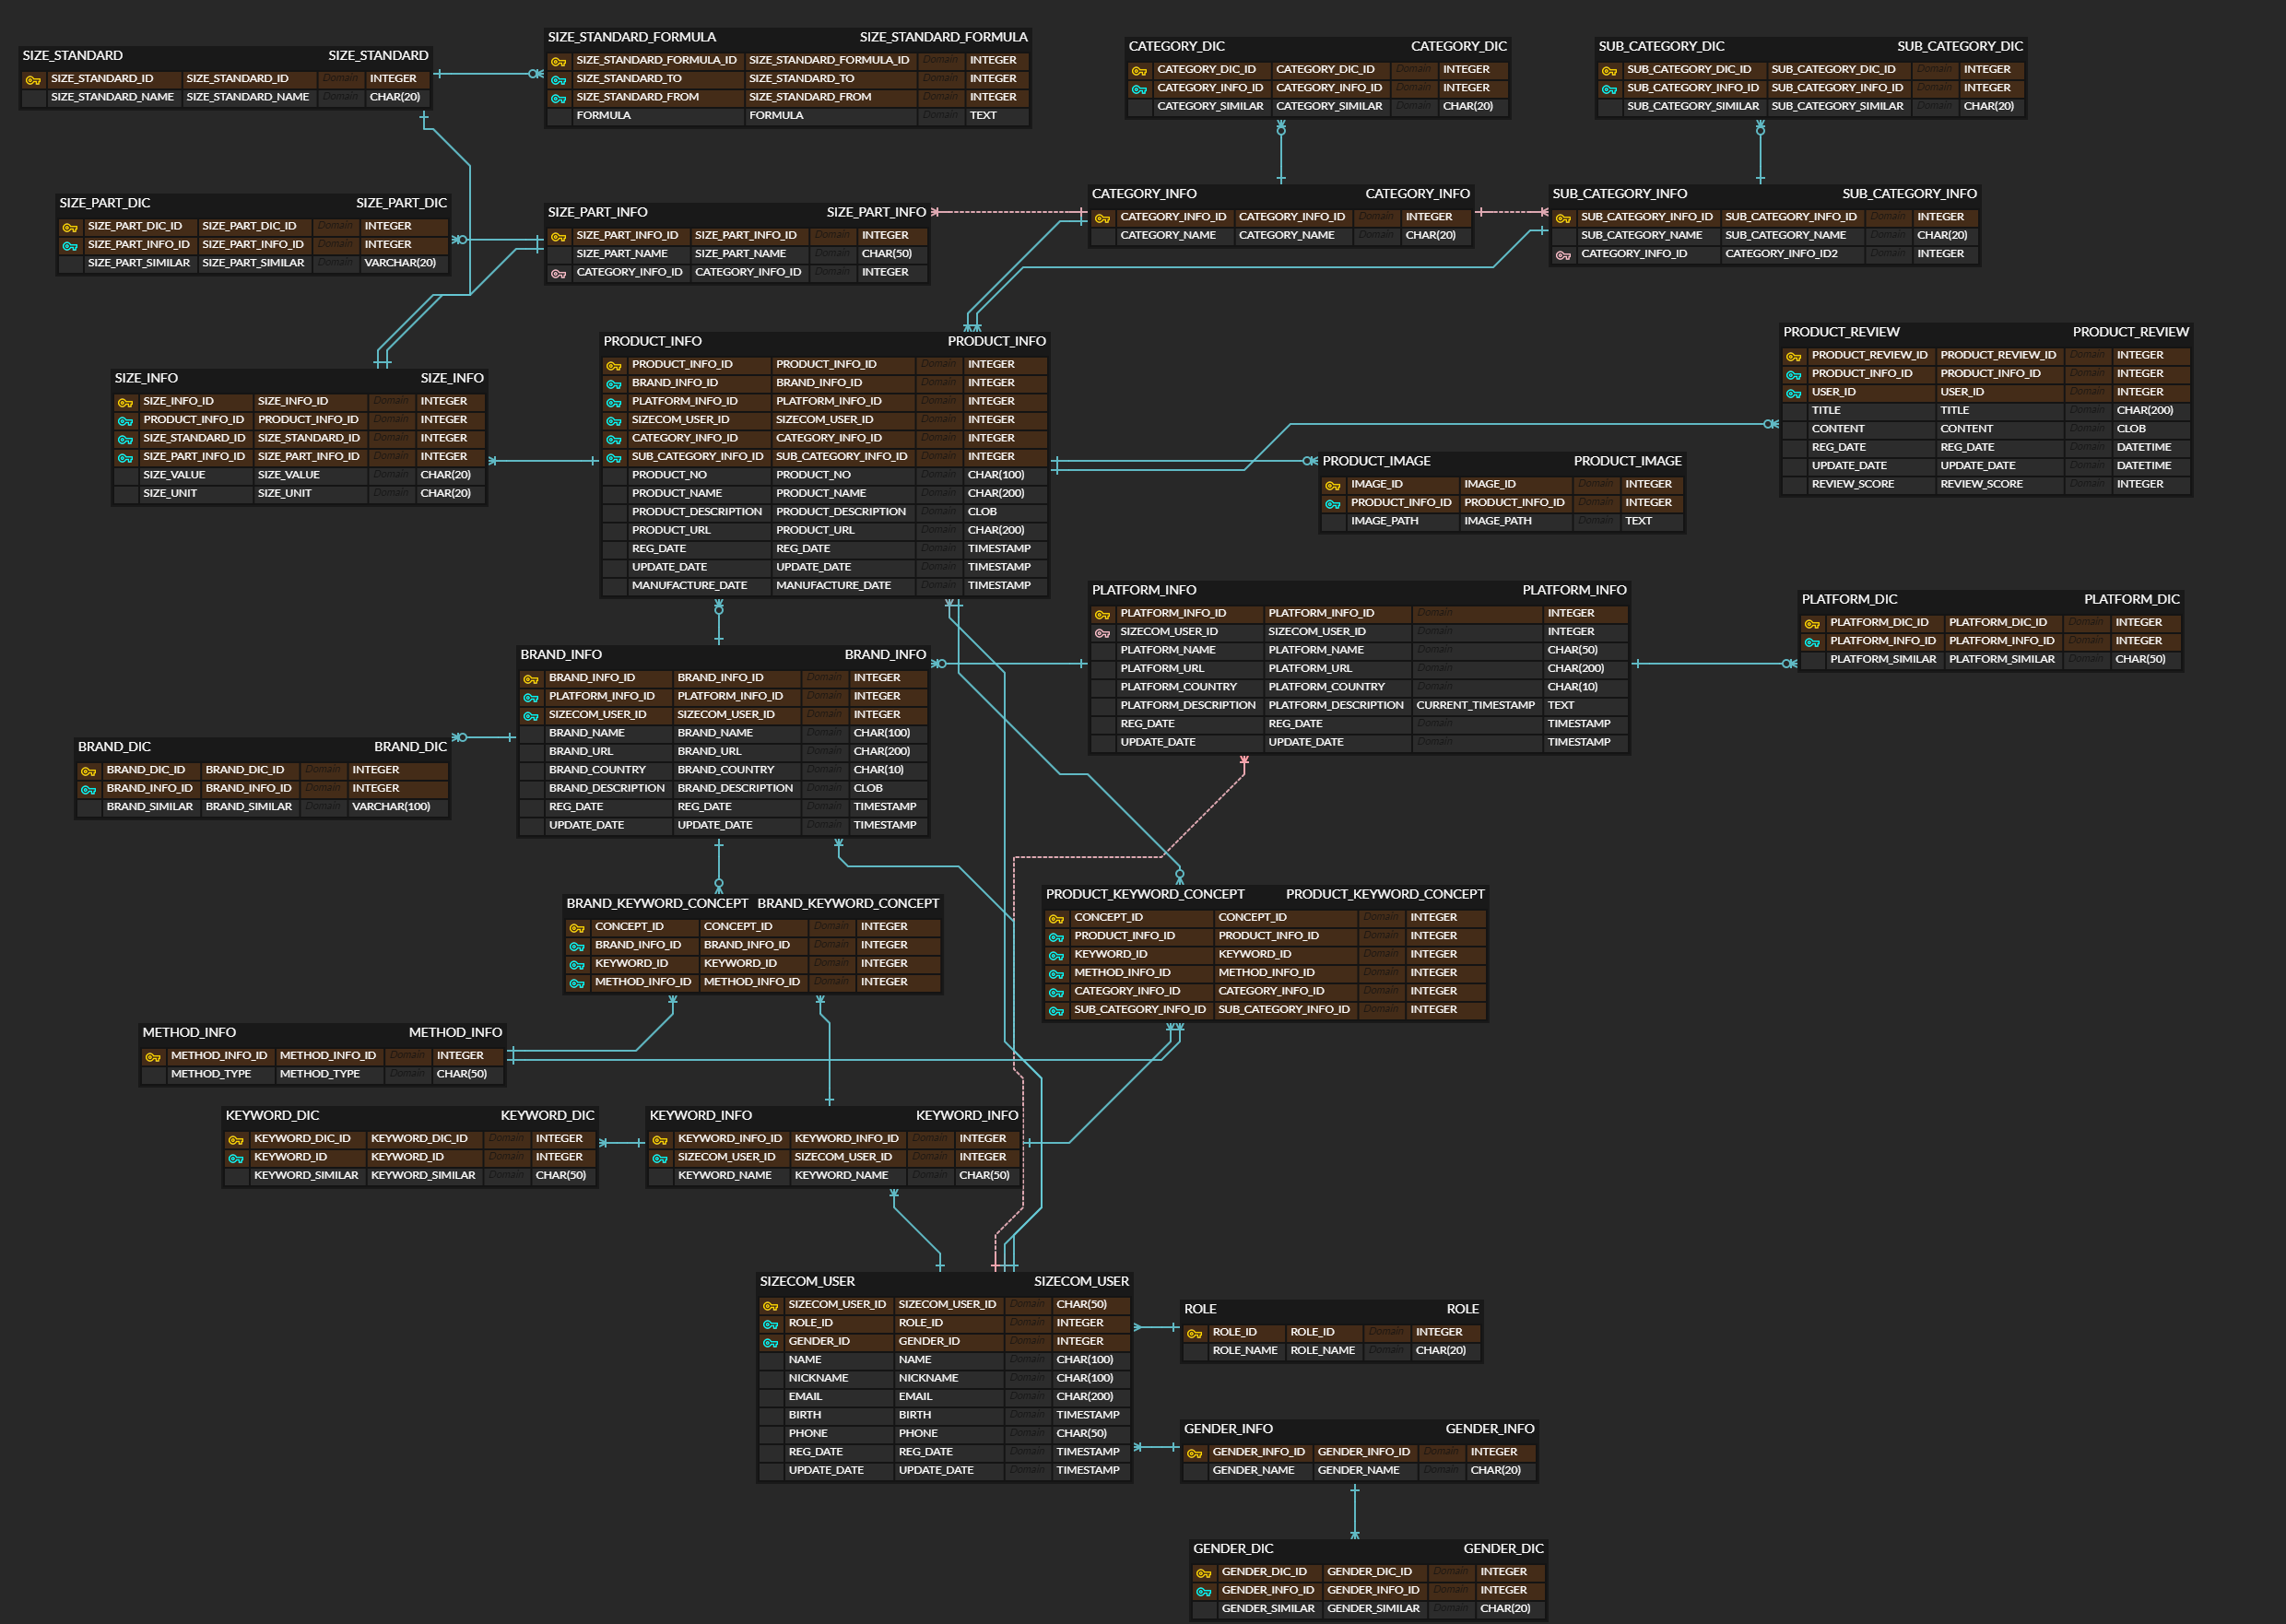 SIZE_STANDARD SIZE_STANDARD
SIZE_STANDARD_ID SIZE_STANDARD_ID Domain INTEGER
SIZE_STANDARD_NAME SIZE_STANDARD_NAME Domain CHAR(20)
SIZE_STANDARD_FORMULA SIZE_STANDARD_FORMULA
SIZE_STANDARD_FORMULA_ID SIZE_STANDARD_FORMULA_ID Domain INTEGER
SIZE_STANDARD_TO SIZE_STANDARD_TO Domain INTEGER
SIZE_STANDARD_FROM SIZE_STANDARD_FROM Domain INTEGER
FORMULA FORMULA Domain TEXT
CATEGORY_DIC CATEGORY_DIC
CATEGORY_DIC_ID CATEGORY_DIC_ID Domain INTEGER
CATEGORY_INFO_ID CATEGORY_INFO_ID Domain INTEGER
CATEGORY_SIMILAR CATEGORY_SIMILAR Domain CHAR(20)
SUB_CATEGORY_DIC SUB_CATEGORY_DIC
SUB_CATEGORY_DIC_ID SUB_CATEGORY_DIC_ID Domain INTEGER
SUB_CATEGORY_INFO_ID SUB_CATEGORY_INFO_ID Domain INTEGER
SUB_CATEGORY_SIMILAR SUB_CATEGORY_SIMILAR Domain CHAR(20)
SIZE_PART_DIC SIZE_PART_DIC
SIZE_PART_DIC_ID SIZE_PART_DIC_ID Domain INTEGER
SIZE_PART_INFO_ID SIZE_PART_INFO_ID Domain INTEGER
SIZE_PART_SIMILAR SIZE_PART_SIMILAR Domain VARCHAR(20)
SIZE_PART_INFO SIZE_PART_INFO
SIZE_PART_INFO_ID SIZE_PART_INFO_ID Domain INTEGER
SIZE_PART_NAME SIZE_PART_NAME Domain CHAR(50)
CATEGORY_INFO_ID CATEGORY_INFO_ID Domain INTEGER
CATEGORY_INFO CATEGORY_INFO
CATEGORY_INFO_ID CATEGORY_INFO_ID Domain INTEGER
CATEGORY_NAME CATEGORY_NAME Domain CHAR(20)
SUB_CATEGORY_INFO SUB_CATEGORY_INFO
SUB_CATEGORY_INFO_ID SUB_CATEGORY_INFO_ID Domain INTEGER
SUB_CATEGORY_NAME SUB_CATEGORY_NAME Domain CHAR(20)
CATEGORY_INFO_ID CATEGORY_INFO_ID2 Domain INTEGER
SIZE_INFO SIZE_INFO
SIZE_INFO_ID SIZE_INFO_ID Domain INTEGER
PRODUCT_INFO_ID PRODUCT_INFO_ID Domain INTEGER
SIZE_STANDARD_ID SIZE_STANDARD_ID Domain INTEGER
SIZE_PART_INFO_ID SIZE_PART_INFO_ID Domain INTEGER
SIZE_VALUE SIZE_VALUE Domain CHAR(20)
SIZE_UNIT SIZE_UNIT Domain CHAR(20)
PRODUCT_INFO PRODUCT_INFO
PRODUCT_INFO_ID PRODUCT_INFO_ID Domain INTEGER
BRAND_INFO_ID BRAND_INFO_ID Domain INTEGER
PLATFORM_INFO_ID PLATFORM_INFO_ID Domain INTEGER
SIZECOM_USER_ID SIZECOM_USER_ID Domain INTEGER
CATEGORY_INFO_ID CATEGORY_INFO_ID Domain INTEGER
SUB_CATEGORY_INFO_ID SUB_CATEGORY_INFO_ID Domain INTEGER
PRODUCT_NO PRODUCT_NO Domain CHAR(100)
PRODUCT_NAME PRODUCT_NAME Domain CHAR(200)
PRODUCT_DESCRIPTION PRODUCT_DESCRIPTION Domain CLOB
PRODUCT_URL PRODUCT_URL Domain CHAR(200)
REG_DATE REG_DATE Domain TIMESTAMP
UPDATE_DATE UPDATE_DATE Domain TIMESTAMP
MANUFACTURE_DATE MANUFACTURE_DATE Domain TIMESTAMP
PRODUCT_REVIEW PRODUCT_REVIEW
PRODUCT_REVIEW_ID PRODUCT_REVIEW_ID Domain INTEGER
PRODUCT_INFO_ID PRODUCT_INFO_ID Domain INTEGER
USER_ID USER_ID Domain INTEGER
TITLE TITLE Domain CHAR(200)
CONTENT CONTENT Domain CLOB
REG_DATE REG_DATE Domain DATETIME
UPDATE_DATE UPDATE_DATE Domain DATETIME
REVIEW_SCORE REVIEW_SCORE Domain INTEGER
PRODUCT_IMAGE PRODUCT_IMAGE
IMAGE_ID IMAGE_ID Domain INTEGER
PRODUCT_INFO_ID PRODUCT_INFO_ID Domain INTEGER
IMAGE_PATH IMAGE_PATH Domain TEXT
PLATFORM_INFO PLATFORM_INFO
PLATFORM_INFO_ID PLATFORM_INFO_ID Domain INTEGER
SIZECOM_USER_ID SIZECOM_USER_ID Domain INTEGER
PLATFORM_NAME PLATFORM_NAME Domain CHAR(50)
PLATFORM_URL PLATFORM_URL Domain CHAR(200)
PLATFORM_COUNTRY PLATFORM_COUNTRY Domain CHAR(10)
PLATFORM_DESCRIPTION PLATFORM_DESCRIPTION CURRENT_TIMESTAMP TEXT
REG_DATE REG_DATE Domain TIMESTAMP
UPDATE_DATE UPDATE_DATE Domain TIMESTAMP
PLATFORM_DIC PLATFORM_DIC
PLATFORM_DIC_ID PLATFORM_DIC_ID Domain INTEGER
PLATFORM_INFO_ID PLATFORM_INFO_ID Domain INTEGER
PLATFORM_SIMILAR PLATFORM_SIMILAR Domain CHAR(50)
BRAND_INFO BRAND_INFO
BRAND_INFO_ID BRAND_INFO_ID Domain INTEGER
PLATFORM_INFO_ID PLATFORM_INFO_ID Domain INTEGER
SIZECOM_USER_ID SIZECOM_USER_ID Domain INTEGER
BRAND_NAME BRAND_NAME Domain CHAR(100)
BRAND_URL BRAND_URL Domain CHAR(200)
BRAND_COUNTRY BRAND_COUNTRY Domain CHAR(10)
BRAND_DESCRIPTION BRAND_DESCRIPTION Domain CLOB
REG_DATE REG_DATE Domain TIMESTAMP
UPDATE_DATE UPDATE_DATE Domain TIMESTAMP
BRAND_DIC BRAND_DIC
BRAND_DIC_ID BRAND_DIC_ID Domain INTEGER
BRAND_INFO_ID BRAND_INFO_ID Domain INTEGER
BRAND_SIMILAR BRAND_SIMILAR Domain VARCHAR(100)
BRAND_KEYWORD_CONCEPT BRAND_KEYWORD_CONCEPT
CONCEPT_ID CONCEPT_ID Domain INTEGER
BRAND_INFO_ID BRAND_INFO_ID Domain INTEGER
KEYWORD_ID KEYWORD_ID Domain INTEGER
METHOD_INFO_ID METHOD_INFO_ID Domain INTEGER
PRODUCT_KEYWORD_CONCEPT PRODUCT_KEYWORD_CONCEPT
CONCEPT_ID CONCEPT_ID Domain INTEGER
PRODUCT_INFO_ID PRODUCT_INFO_ID Domain INTEGER
KEYWORD_ID KEYWORD_ID Domain INTEGER
METHOD_INFO_ID METHOD_INFO_ID Domain INTEGER
CATEGORY_INFO_ID CATEGORY_INFO_ID Domain INTEGER
SUB_CATEGORY_INFO_ID SUB_CATEGORY_INFO_ID Domain INTEGER
METHOD_INFO METHOD_INFO
METHOD_INFO_ID METHOD_INFO_ID Domain INTEGER
METHOD_TYPE METHOD_TYPE Domain CHAR(50)
KEYWORD_DIC KEYWORD_DIC
KEYWORD_DIC_ID KEYWORD_DIC_ID Domain INTEGER
KEYWORD_ID KEYWORD_ID Domain INTEGER
KEYWORD_SIMILAR KEYWORD_SIMILAR Domain CHAR(50)
KEYWORD_INFO KEYWORD_INFO
KEYWORD_INFO_ID KEYWORD_INFO_ID Domain INTEGER
SIZECOM_USER_ID SIZECOM_USER_ID Domain INTEGER
KEYWORD_NAME KEYWORD_NAME Domain CHAR(50)
SIZECOM_USER SIZECOM_USER
SIZECOM_USER_ID SIZECOM_USER_ID Domain CHAR(50)
ROLE_ID ROLE_ID Domain INTEGER
GENDER_ID GENDER_ID Domain INTEGER
NAME NAME Domain CHAR(100)
NICKNAME NICKNAME Domain CHAR(100)
EMAIL EMAIL Domain CHAR(200)
BIRTH BIRTH Domain TIMESTAMP
PHONE PHONE Domain CHAR(50)
REG_DATE REG_DATE Domain TIMESTAMP
UPDATE_DATE UPDATE_DATE Domain TIMESTAMP
ROLE ROLE
ROLE_ID ROLE_ID Domain INTEGER
ROLE_NAME ROLE_NAME Domain CHAR(20)
GENDER_INFO GENDER_INFO
GENDER_INFO_ID GENDER_INFO_ID Domain INTEGER
GENDER_NAME GENDER_NAME Domain CHAR(20)
GENDER_DIC GENDER_DIC
GENDER_DIC_ID GENDER_DIC_ID Domain INTEGER
GENDER_INFO_ID GENDER_INFO_ID Domain INTEGER
GENDER_SIMILAR GENDER_SIMILAR Domain CHAR(20)